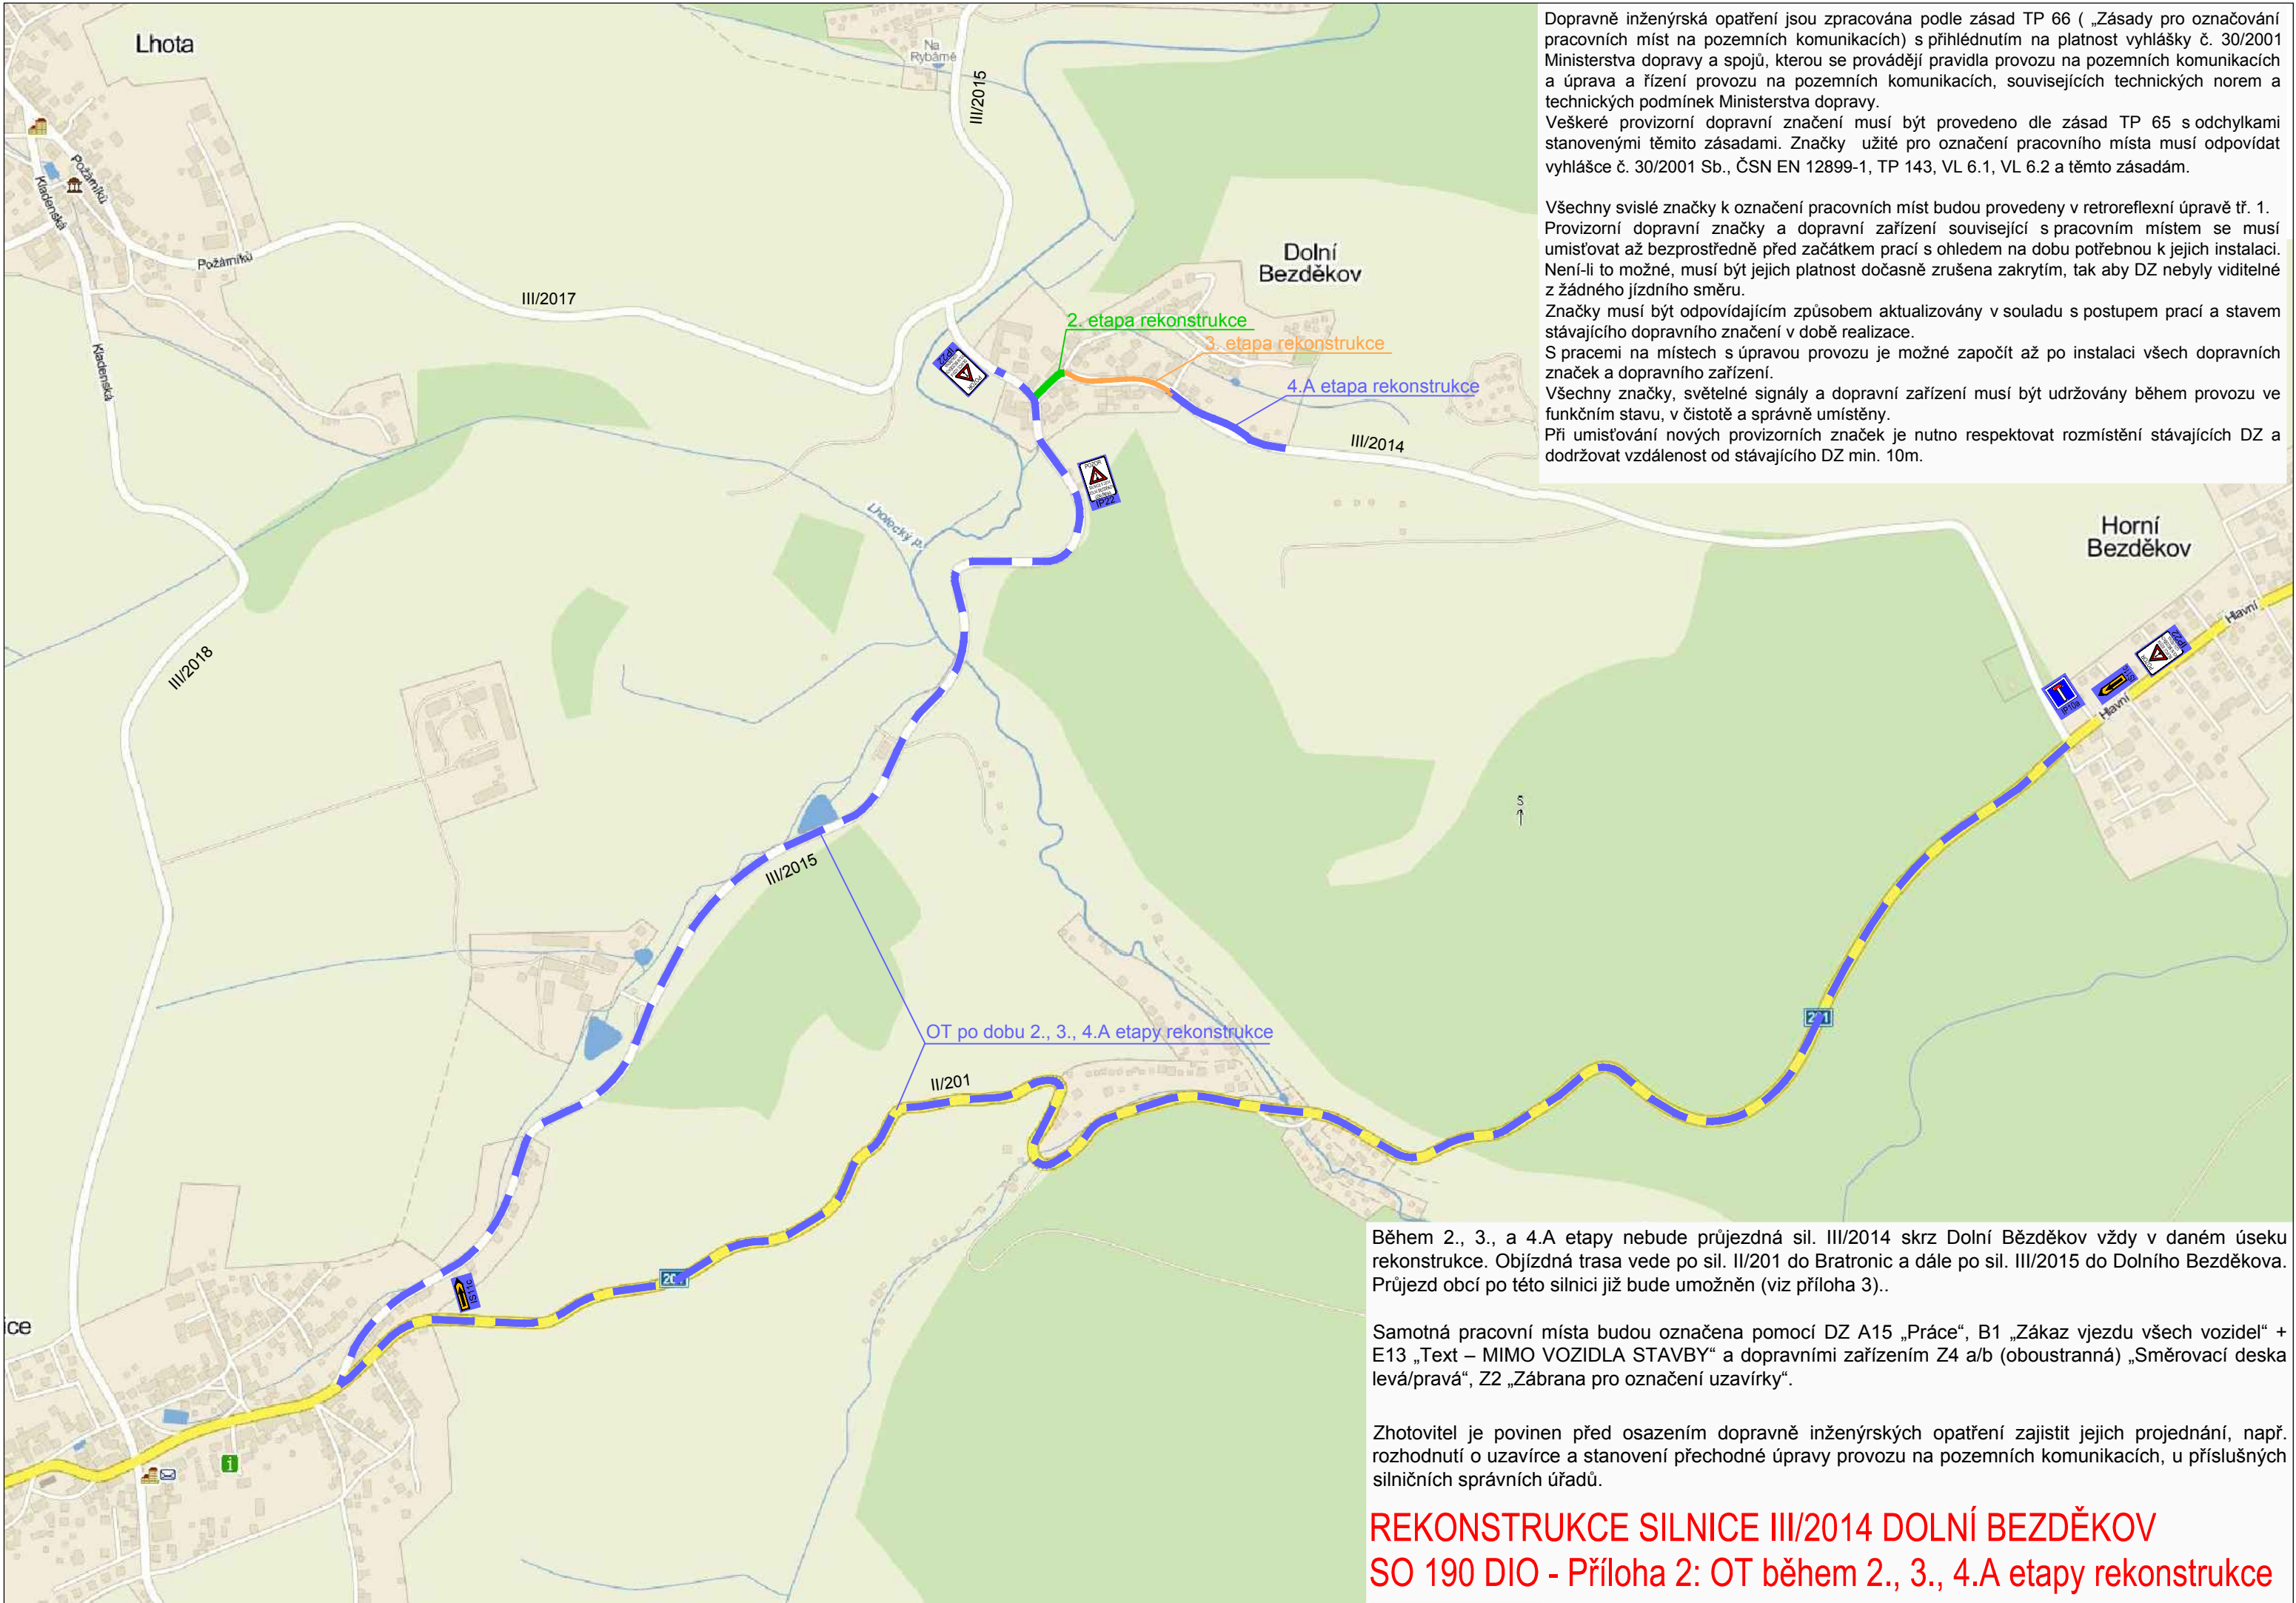 Lhota
Na
Rybárně
III/2015
Požárníků
Kladenská
Požárníků
III/2017
Kladenská
III/2018
Dolní
Bezděkov
2. etapa rekonstrukce
3. etapa rekonstrukce
4.A etapa rekonstrukce
IP22
POZOR
III/2014
POZOR
IP22
Lhotecký p.
Horní
Bezděkov
Hlavní
IP22
POZOR
IS11c
IP10a
Hlavní
S
III/2015
OT po dobu 2., 3., 4.A etapy rekonstrukce
II/201
201
201
IS11c
ice
Dopravně inženýrská opatření jsou zpracována podle zásad TP 66 ( „Zásady pro označování
pracovních míst na pozemních komunikacích) s přihlédnutím na platnost vyhlášky č. 30/2001
Ministerstva dopravy a spojů, kterou se provádějí pravidla provozu na pozemních komunikacích
a úprava a řízení provozu na pozemních komunikacích, souvisejících technických norem a
technických podmínek Ministerstva dopravy.
Veškeré provizorní dopravní značení musí být provedeno dle zásad TP 65 s odchylkami
stanovenými těmito zásadami. Značky užité pro označení pracovního místa musí odpovídat
vyhlášce č. 30/2001 Sb., ČSN EN 12899-1, TP 143, VL 6.1, VL 6.2 a těmto zásadám.
Všechny svislé značky k označení pracovních míst budou provedeny v retroreflexní úpravě tř. 1.
Provizorní dopravní značky a dopravní zařízení související s pracovním místem se musí
umisťovat až bezprostředně před začátkem prací s ohledem na dobu potřebnou k jejich instalaci.
Není-li to možné, musí být jejich platnost dočasně zrušena zakrytím, tak aby DZ nebyly viditelné
z žádného jízdního směru.
Značky musí být odpovídajícím způsobem aktualizovány v souladu s postupem prací a stavem
stávajícího dopravního značení v době realizace.
S pracemi na místech s úpravou provozu je možné započít až po instalaci všech dopravních
značek a dopravního zařízení.
Všechny značky, světelné signály a dopravní zařízení musí být udržovány během provozu ve
funkčním stavu, v čistotě a správně umístěny.
Při umisťování nových provizorních značek je nutno respektovat rozmístění stávajících DZ a
dodržovat vzdálenost od stávajícího DZ min. 10m.
Během 2., 3., a 4.A etapy nebude průjezdná sil. III/2014 skrz Dolní Bězděkov vždy v daném úseku
rekonstrukce. Objízdná trasa vede po sil. II/201 do Bratronic a dále po sil. III/2015 do Dolního Bezděkova.
Průjezd obcí po této silnici již bude umožněn (viz příloha 3)..
Samotná pracovní místa budou označena pomocí DZ A15 „Práce“, B1 „Zákaz vjezdu všech vozidel“ +
E13 „Text – MIMO VOZIDLA STAVBY“ a dopravními zařízením Z4 a/b (oboustranná) „Směrovací deska
levá/pravá“, Z2 „Zábrana pro označení uzavírky“.
Zhotovitel je povinen před osazením dopravně inženýrských opatření zajistit jejich projednání, např.
rozhodnutí o uzavírce a stanovení přechodné úpravy provozu na pozemních komunikacích, u příslušných
silničních správních úřadů.
REKONSTRUKCE SILNICE III/2014 DOLNÍ BEZDĚKOV
SO 190 DIO - Příloha 2: OT během 2., 3., 4.A etapy rekonstrukce